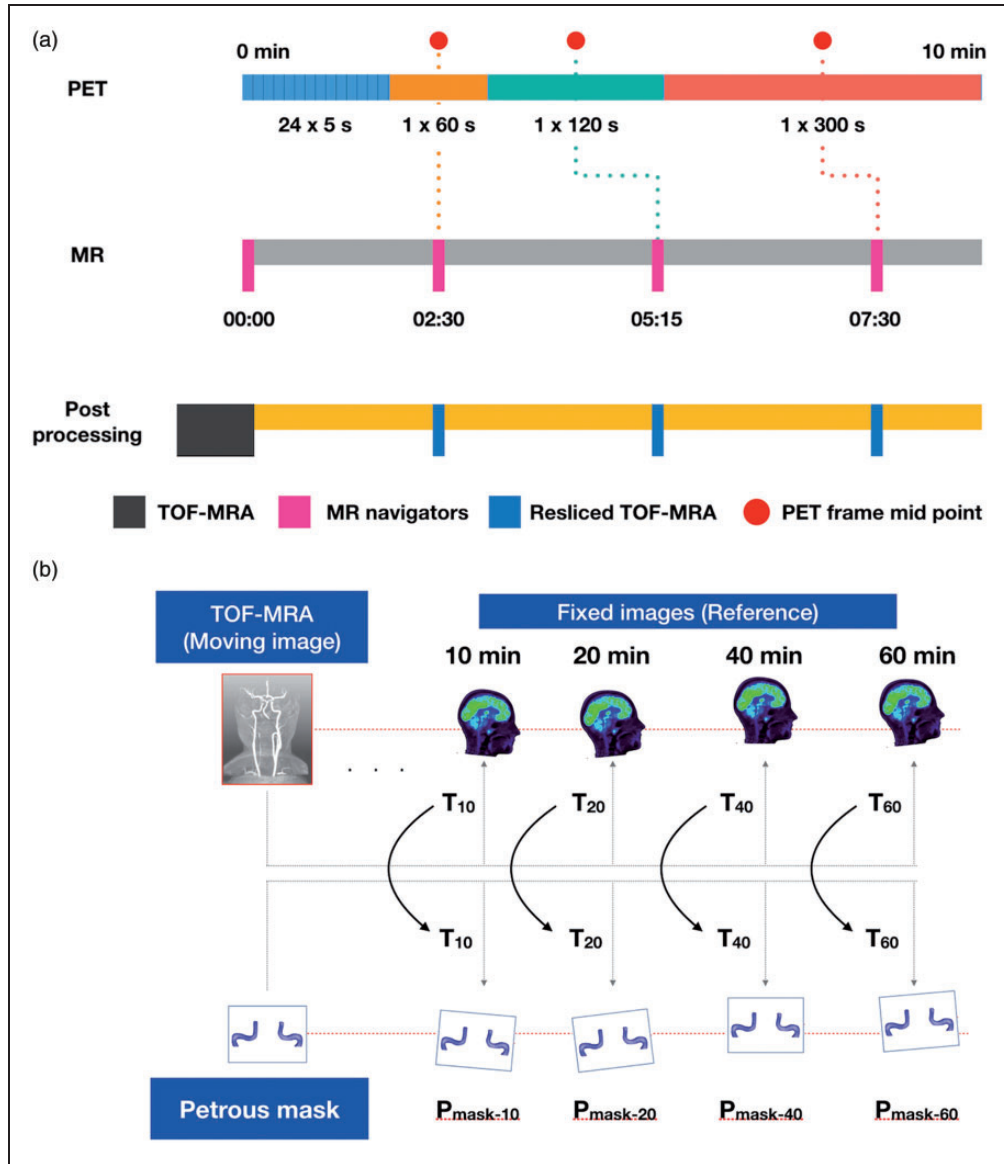 (a)
0 min
10 min
PET
24 x 5 s
1 x 60 s
1 x 120 s
1 x 300 s
MR
00:00
02:30
05:15
07:30
Post
processing
TOF-MRA
MR navigators
Resliced TOF-MRA
PET frame mid point
(b)
TOF-MRA
(Moving image)
Fixed images (Reference)
10 min
20 min
40 min
60 min
. . .
T10
T20
T40
T60
T10
T20
T40
T60
Petrous mask
Pmask-10
Pmask-20
Pmask-40
Pmask-60